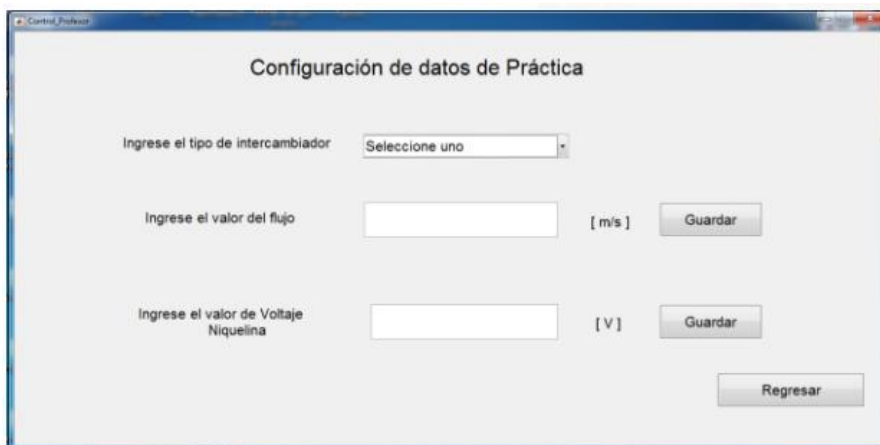 Control_Profesor
Configuración de datos de Práctica
Ingrese el tipo de intercambiador
Seleccione uno
Ingrese el valor del flujo
[ m/s ]
Guardar
Ingrese el valor de Voltaje
Niquelina
[ V ]
Guardar
Regresar